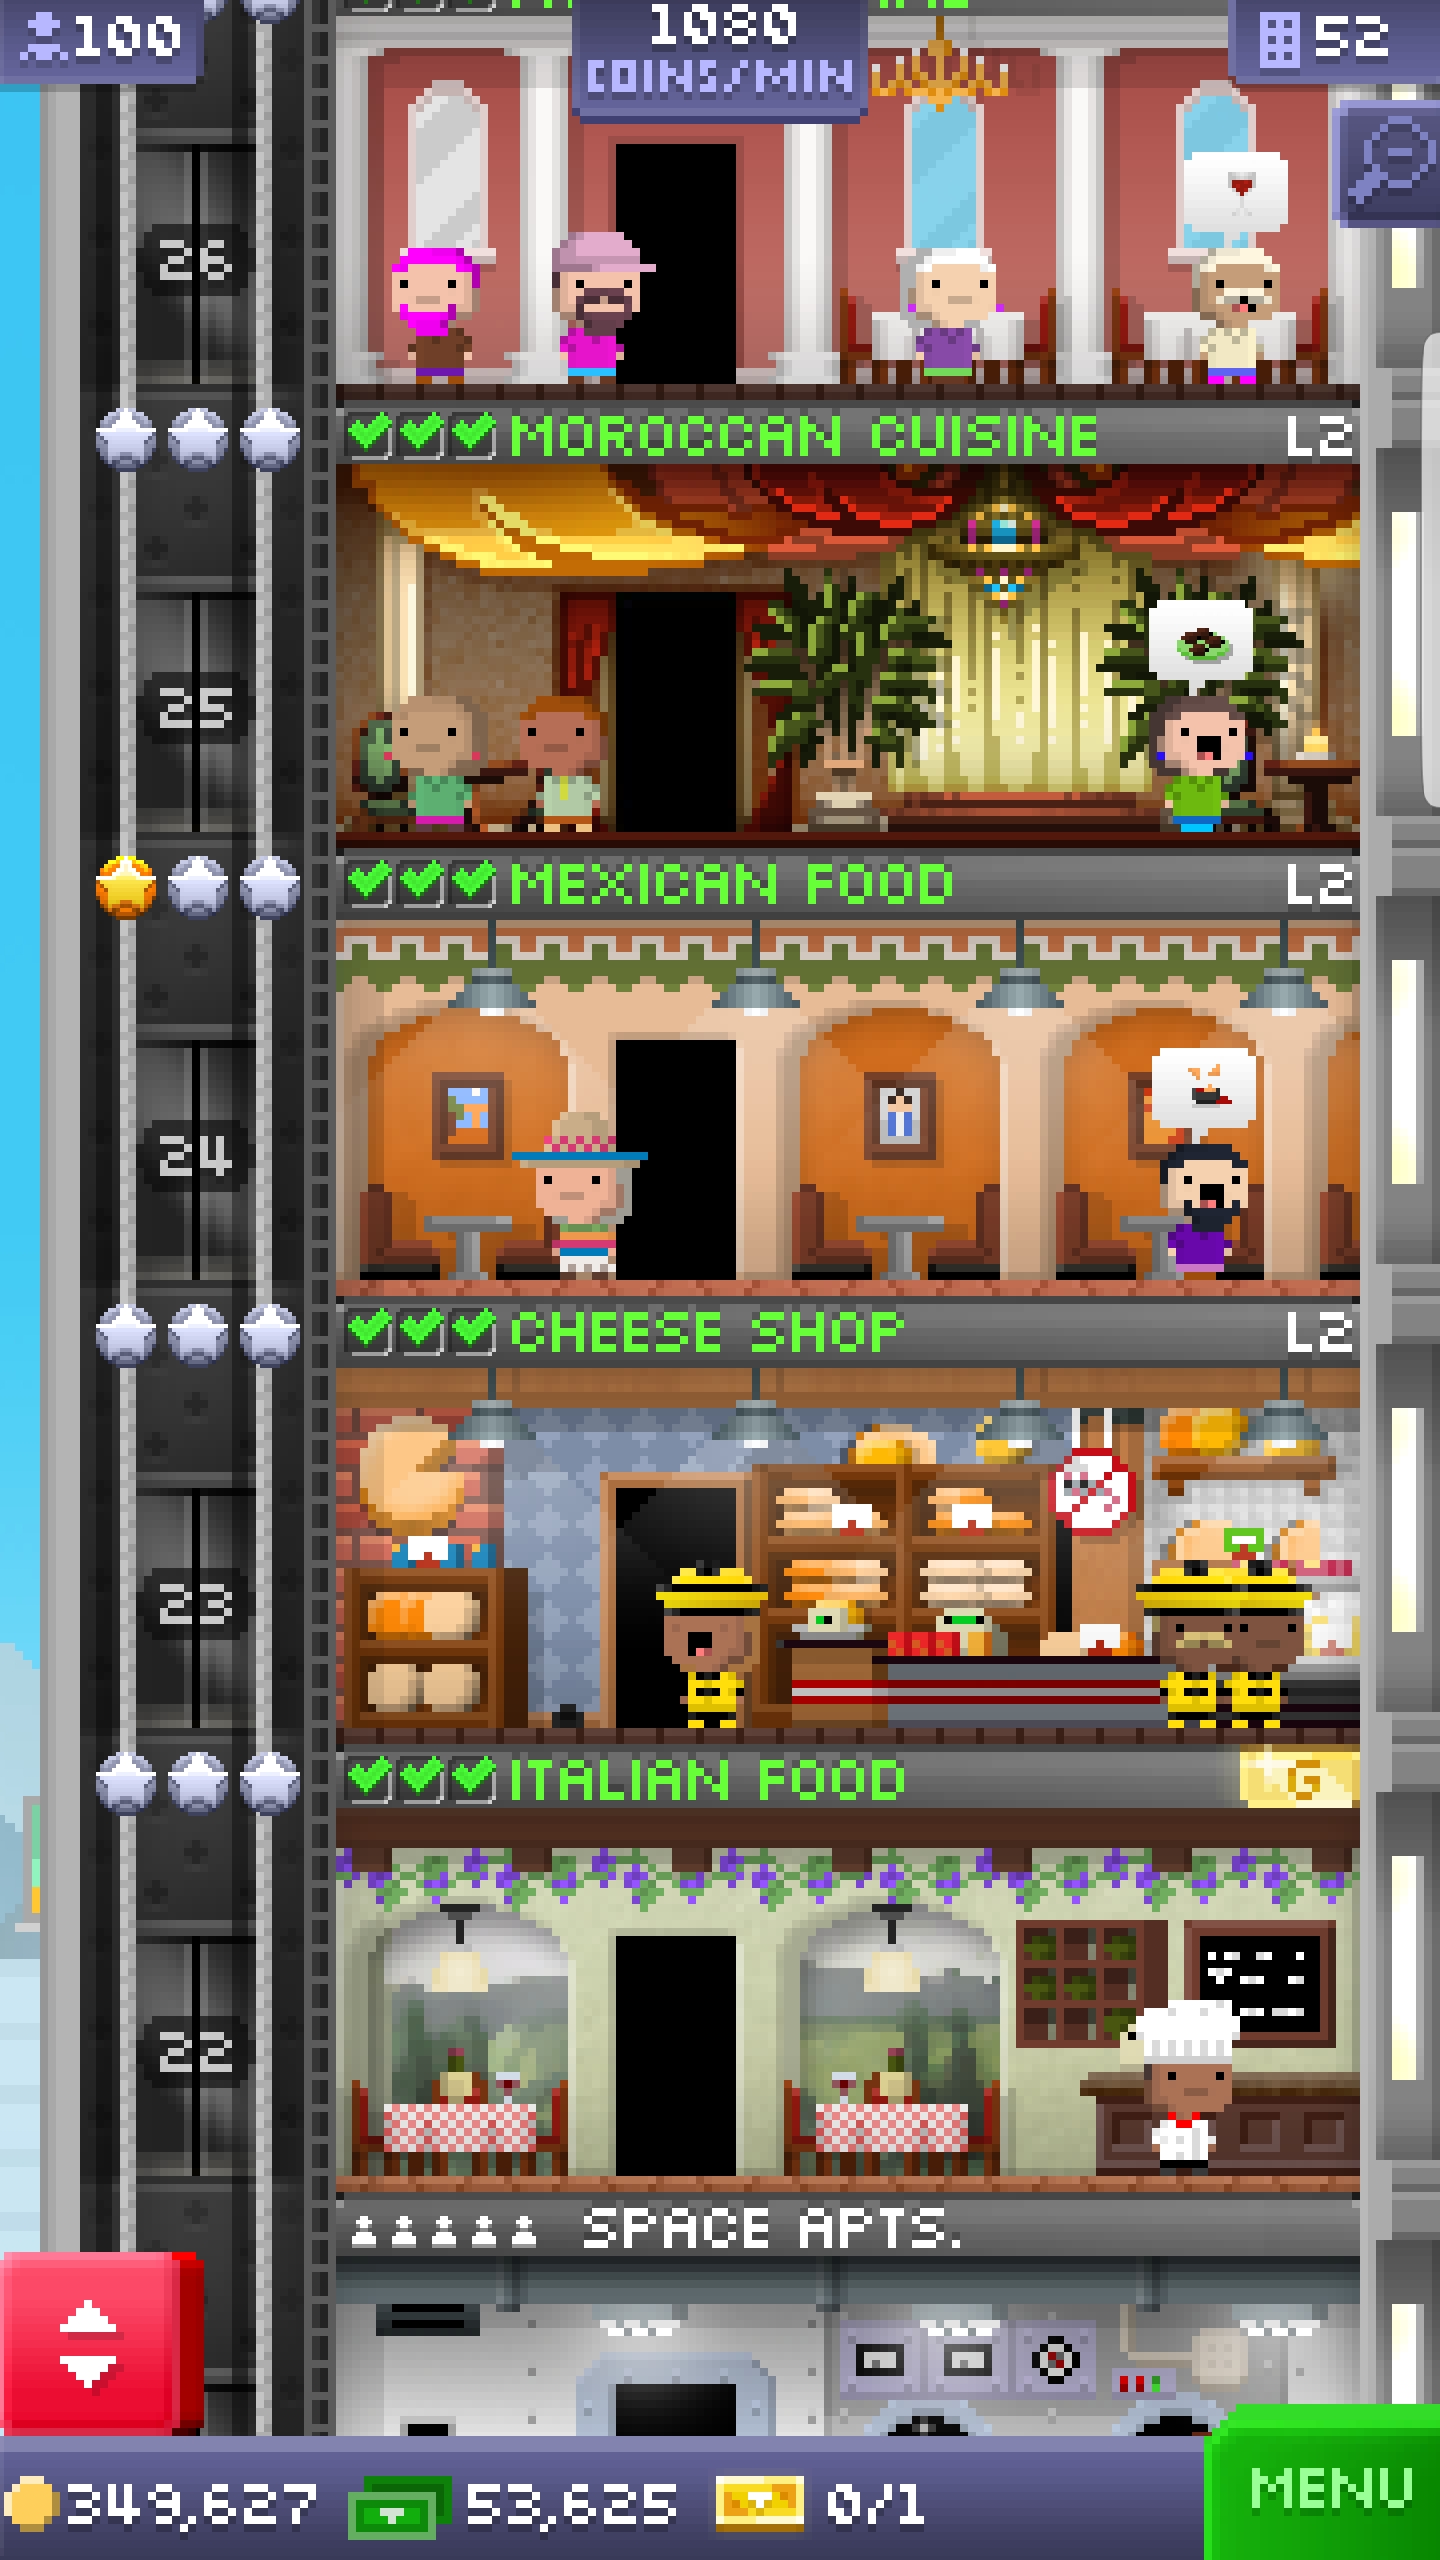 100
1080
COINS/MIN
52
26
MOROCCAN CUISINE L2
25
MEXICAN FOOD L2
24
CHEESE SHOP L2
23
ITALIAN FOOD G
22
SPACE APTS.
349,627 53,625 0/1 MENU